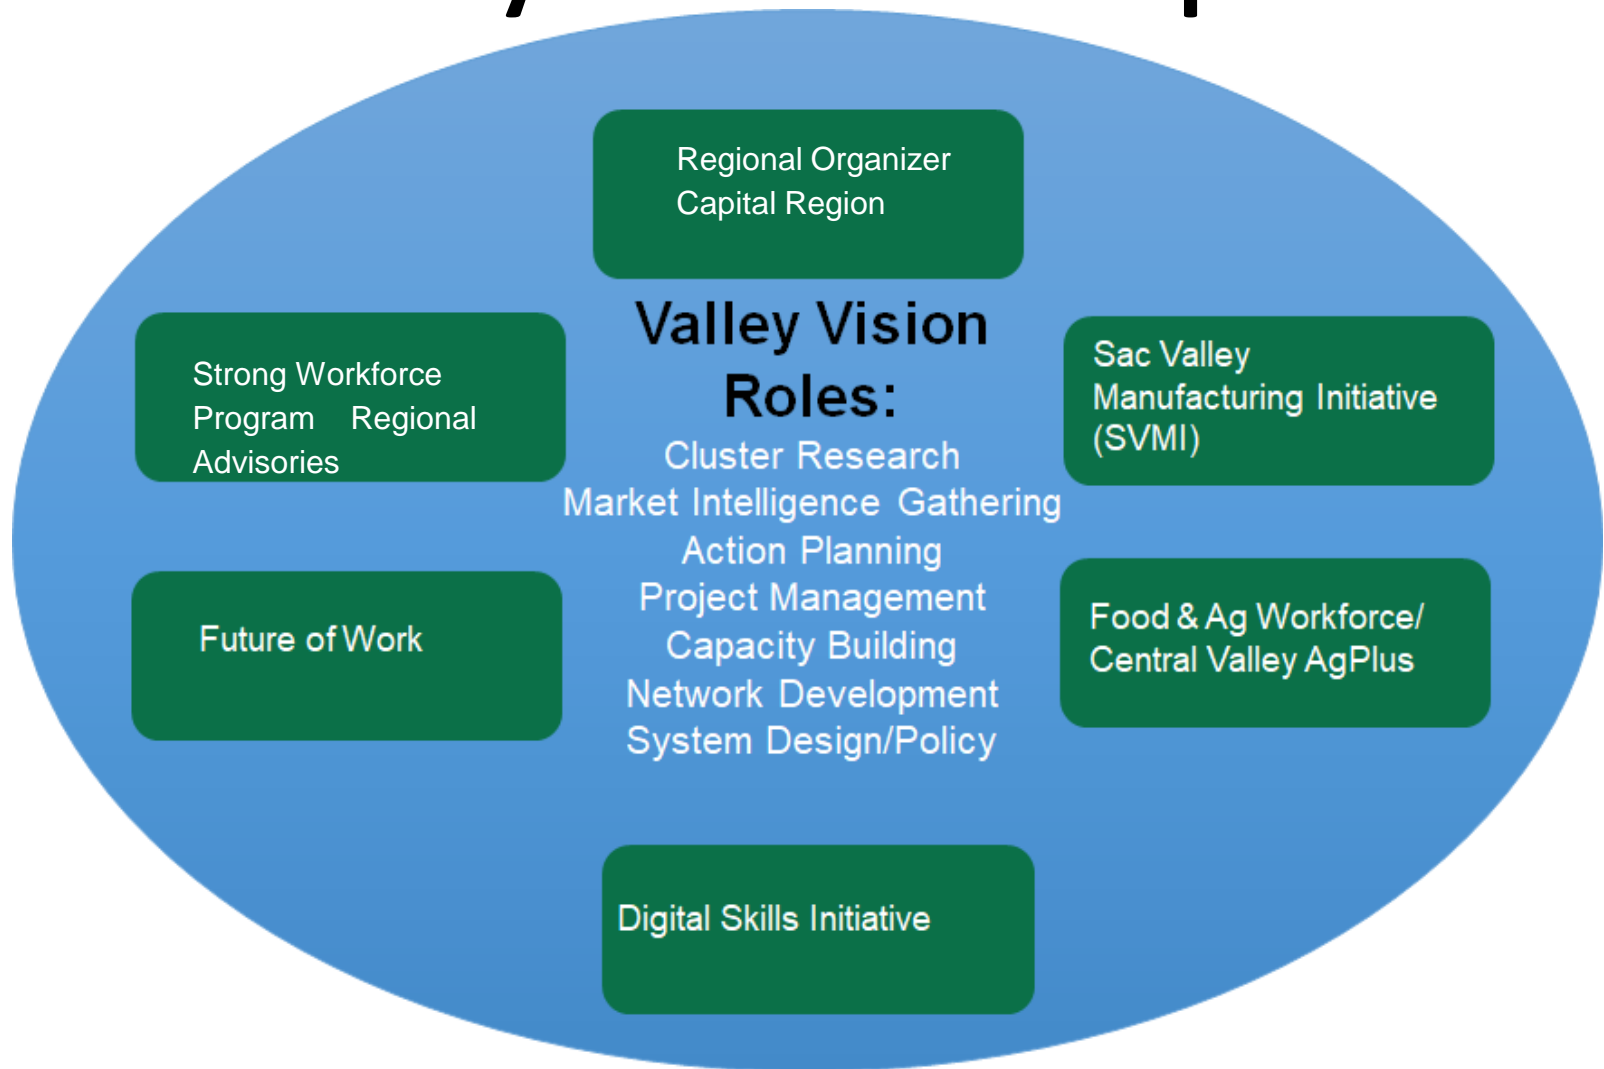 Regional Organizer
Capital Region
Valley Vision
Roles:
Cluster Research
Market Intelligence Gathering
Action Planning
Project Management
Capacity Building
Network Development
System Design/Policy
Strong Workforce
Program Regional
Advisories
Sac Valley
Manufacturing Initiative
(SVMI)
Future of Work
Food & Ag Workforce/
Central Valley AgPlus
Digital Skills Initiative